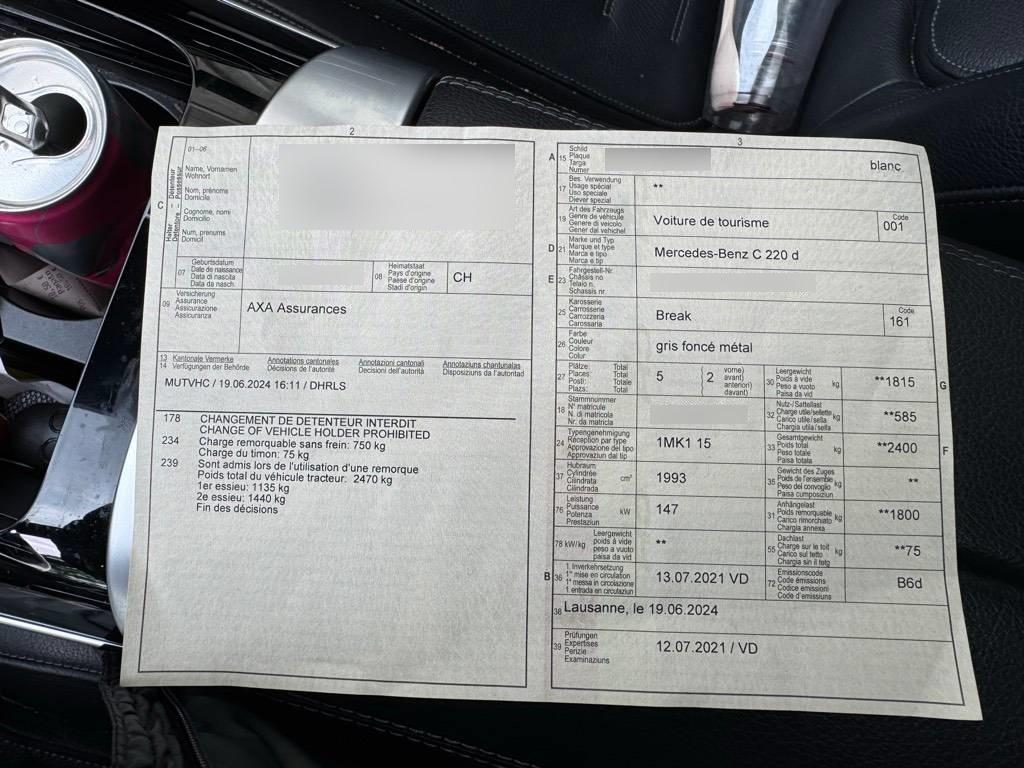 2
01–06
Name, Vornamen
Wohnort
Nom, prénoms
Domicile
Cognome, nomi
Domicilio
Num, prenums
Domicil
C
Halter – Détenteur
Detentore – Possessur
07
Geburtsdatum
Date de naissance
Data di nascita
Data da nasch.
08
Heimatstaat
Pays d'origine
Paese d'origine
Stadi d'origin
CH
09
Versicherung
Assurance
Assicurazione
Assicuranza
AXA Assurances
13
14
Kantonale Vermerke
Verfügungen der Behörde
Annotations cantonales
Décisions de l'autorité
Annotazioni cantonali
Decisioni dell'autorità
Annotaziuns chantunalas
Disposiziuns da l'autoritad
MUTVHC / 19.06.2024 16:11 / DHRLS
178 CHANGEMENT DE DETENTEUR INTERDIT
CHANGE OF VEHICLE HOLDER PROHIBITED
234 Charge remorquable sans frein: 750 kg
Charge du timon: 75 kg
239 Sont admis lors de l'utilisation d'une remorque
Poids total du véhicule tracteur: 2470 kg
1er essieu: 1135 kg
2e essieu: 1440 kg
Fin des décisions
3
A 15
Schild
Plaque
Targa
Numer
blanc
17
Bes. Verwendung
Usage spécial
Uso speciale
Diever spezial
**
19
Art des Fahrzeugs
Genre de véhicule
Genere di veicolo
Gener dal vehichel
Voiture de tourisme
Code
001
D 21
Marke und Typ
Marque et type
Marca e tipo
Marca e tip
Mercedes-Benz C 220 d
E 23
Fahrgestell-Nr.
Châssis no
Telaio n.
Schassis nr.
25
Karosserie
Carrosserie
Carrozzeria
Carossaria
Break
Code
161
26
Farbe
Couleur
Colore
Colur
gris foncé métal
27
Plätze: Total
Places: Total
Posti: Totale
Plazs: Total
5
2
vorne)
avant)
anteriori)
davant)
30
Leergewicht
Poids à vide
Peso a vuoto
Paisa da vid
kg
**1815
G
18
Stammnummer
N° matricule
N. di matricola
Nr. da matricla
32
Nutz-/Sattellast
Charge utile/sellette
Carico utile/sella
Chargia utila/sella
kg
**585
24
Typengenehmigung
Réception par type
Approvazione del tipo
Approvaziun dal tip
1MK1 15
33
Gesamtgewicht
Poids total
Peso totale
Paisa totala
kg
**2400
F
37
Hubraum
Cylindrée
Cilindrata
Cilindrada
cm³
1993
35
Gewicht des Zuges
Poids de l'ensemble
Peso del convoglio
Paisa cumposiziun
kg
**
76
Leistung
Puissance
Potenza
Prestaziun
kW
147
31
Anhängelast
Poids remorquable
Carico rimorchiato
Chargia annexa
kg
**1800
78 kW/kg
Leergewicht
poids à vide
peso a vuoto
paisa da vid
**
55
Dachlast
Charge sur le toit
Carico sul tetto
Chargia sin il tetg
kg
**75
B 36
1. Inverkehrsetzung
1re mise en circulation
1a messa in circolazione
1. entrada en circulaziun
13.07.2021 VD
72
Emissionscode
Code émissions
Codice emissioni
Code d'emissiuns
B6d
38
Lausanne, le 19.06.2024
39
Prüfungen
Expertises
Perizie
Examinaziuns
12.07.2021 / VD